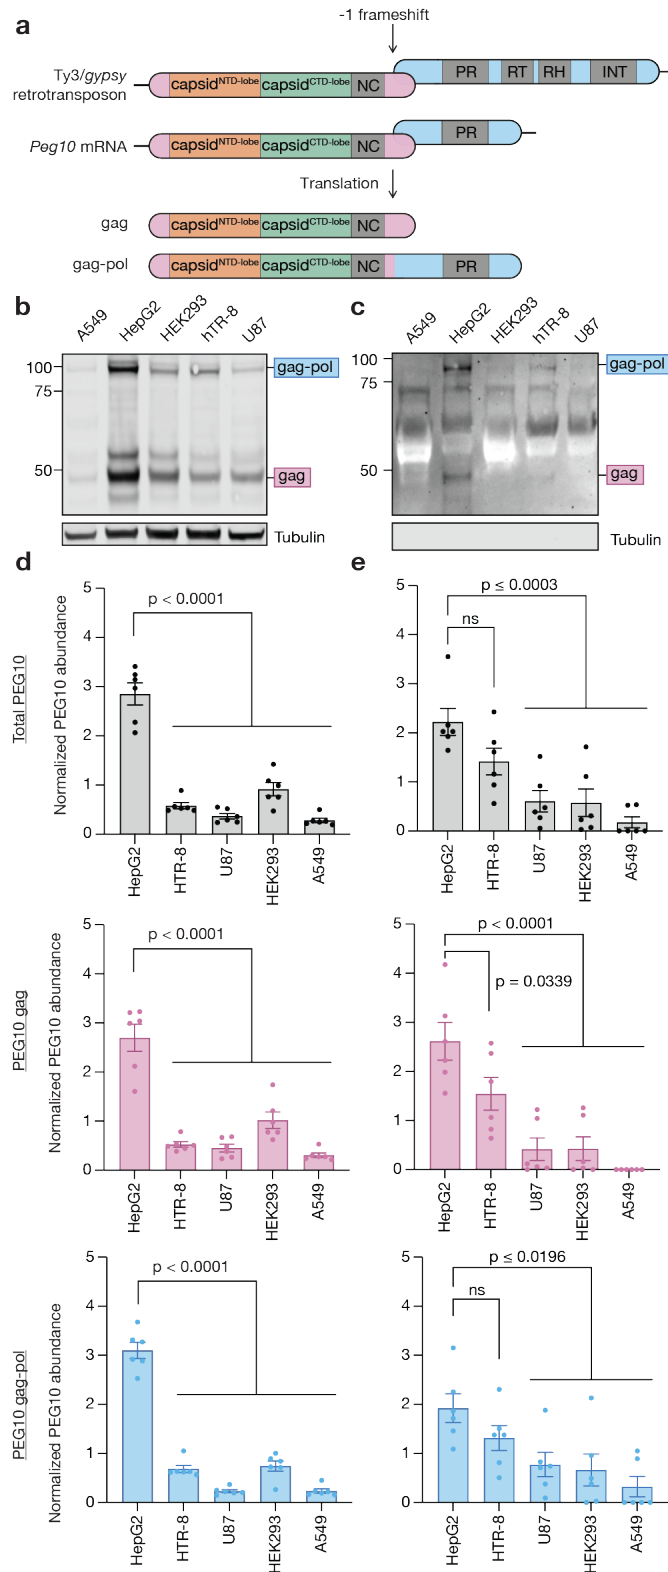 a
-1 frameshift
Ty3/gypsy
retrotransposon
capsidNTD-lobe capsidCTD-lobe NC PR RT RH INT
Peg10 mRNA
capsidNTD-lobe capsidCTD-lobe NC PR
Translation
gag
capsidNTD-lobe capsidCTD-lobe NC
gag-pol
capsidNTD-lobe capsidCTD-lobe NC PR
b
A549 HepG2 HEK293 hTR-8 U87
100
75
50
gag-pol
gag
Tubulin
c
A549 HepG2 HEK293 hTR-8 U87
100
75
50
gag-pol
gag
Tubulin
d
Total PEG10
Normalized PEG10 abundance
5
4
3
2
1
0
p < 0.0001
HepG2 HTR-8 U87 HEK293 A549
e
5
4
3
2
1
0
p ≤ 0.0003
ns
HepG2 HTR-8 U87 HEK293 A549
PEG10 gag
Normalized PEG10 abundance
5
4
3
2
1
0
p < 0.0001
HepG2 HTR-8 U87 HEK293 A549
5
4
3
2
1
0
p < 0.0001
p = 0.0339
HepG2 HTR-8 U87 HEK293 A549
PEG10 gag-pol
Normalized PEG10 abundance
5
4
3
2
1
0
p < 0.0001
HepG2 HTR-8 U87 HEK293 A549
5
4
3
2
1
0
p ≤ 0.0196
ns
HepG2 HTR-8 U87 HEK293 A549